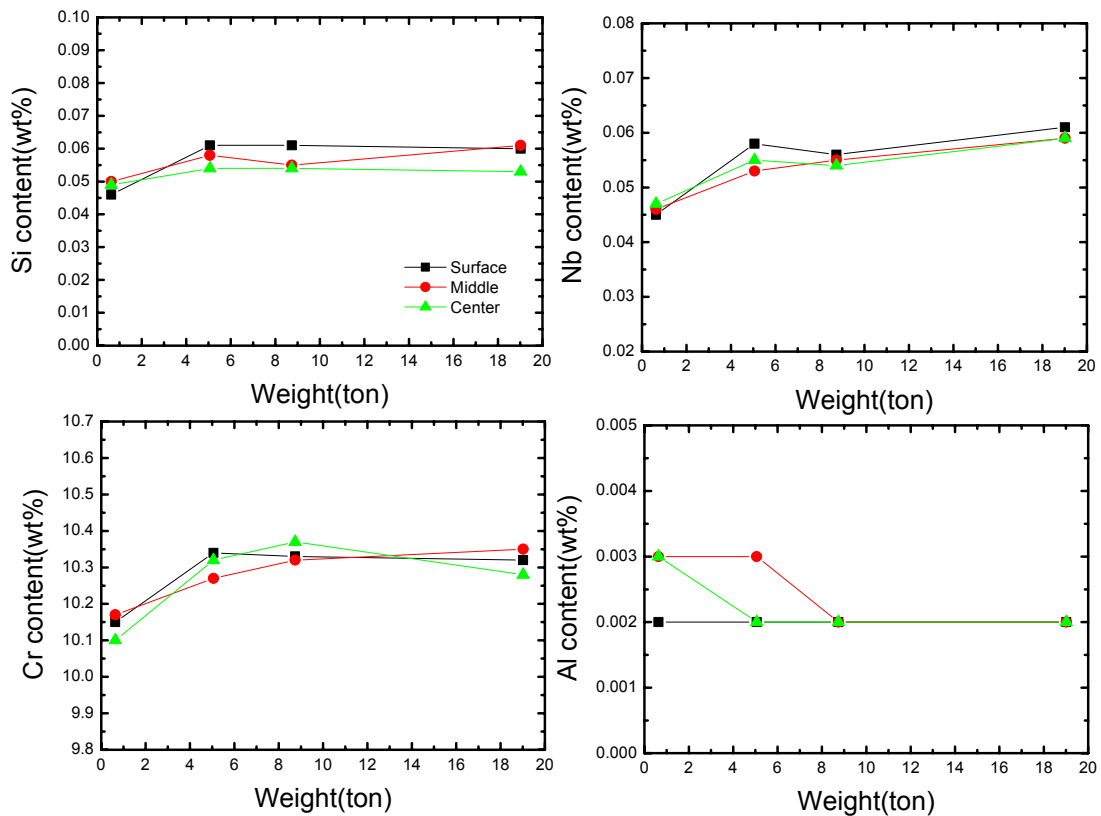 Si content(wt%)
0.10
0.09
0.08
0.07
0.06
0.05
0.04
0.03
0.02
0.01
0.00
0 2 4 6 8 10 12 14 16 18 20
Weight(ton)
Surface
Middle
Center
Nb content(wt%)
0.08
0.07
0.06
0.05
0.04
0.03
0.02
0 2 4 6 8 10 12 14 16 18 20
Weight(ton)
Cr content(wt%)
10.7
10.6
10.5
10.4
10.3
10.2
10.1
10.0
9.9
9.8
0 2 4 6 8 10 12 14 16 18 20
Weight(ton)
Al content(wt%)
0.005
0.004
0.003
0.002
0.001
0.000
0 2 4 6 8 10 12 14 16 18 20
Weight(ton)